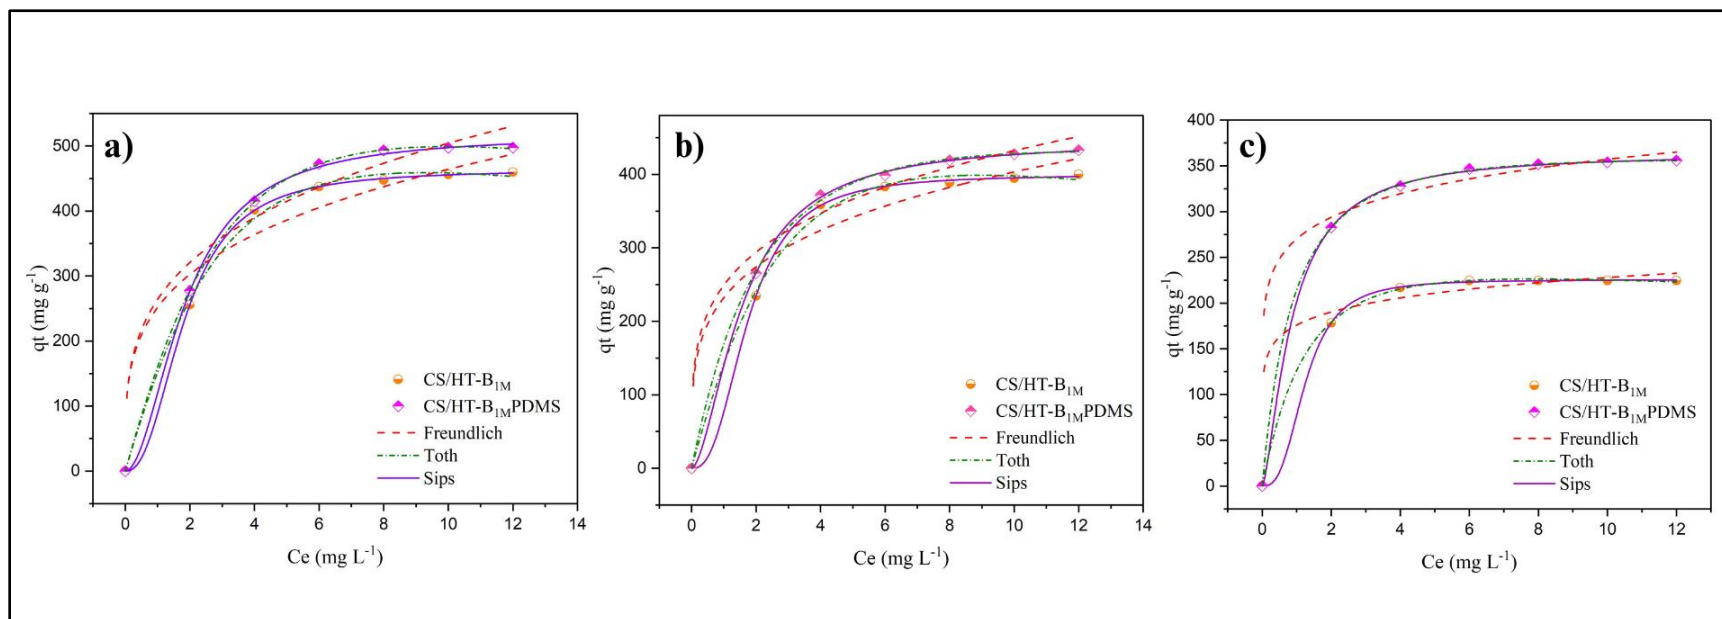 a)
qt (mg g-1)
500
400
300
200
100
0
CS/HT-B1M
CS/HT-B1MPDMS
Freundlich
Toth
Sips
0 2 4 6 8 10 12 14
Ce (mg L-1)
b)
qt (mg g-1)
400
300
200
100
0
CS/HT-B1M
CS/HT-B1MPDMS
Freundlich
Toth
Sips
0 2 4 6 8 10 12 14
Ce (mg L-1)
c)
qt (mg g-1)
400
350
300
250
200
150
100
50
0
CS/HT-B1M
CS/HT-B1MPDMS
Freundlich
Toth
Sips
0 2 4 6 8 10 12
Ce (mg L-1)